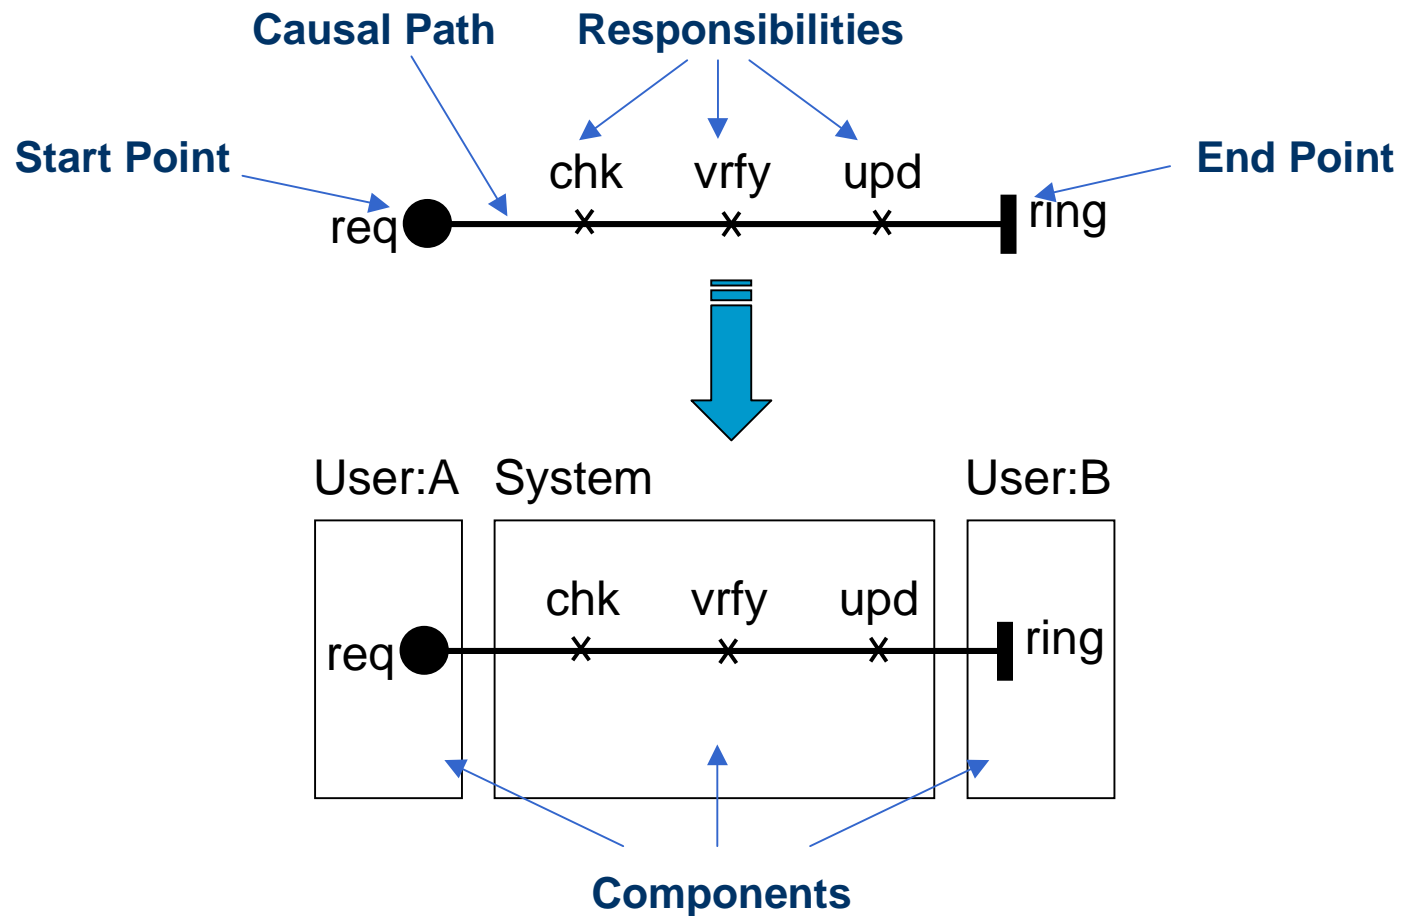 Causal Path Responsibilities
Start Point End Point
chk vrfy upd
req ring
User:A System User:B
chk vrfy upd
req ring
Components